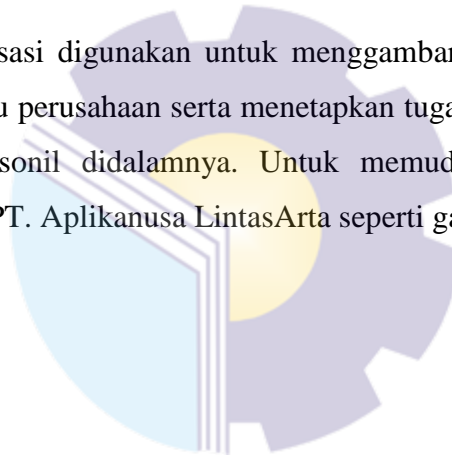 sasi digunakan untuk menggambar
u perusahaan serta menetapkan tuga
sonil didalamnya. Untuk memud
PT. Aplikanusa LintasArta seperti ga